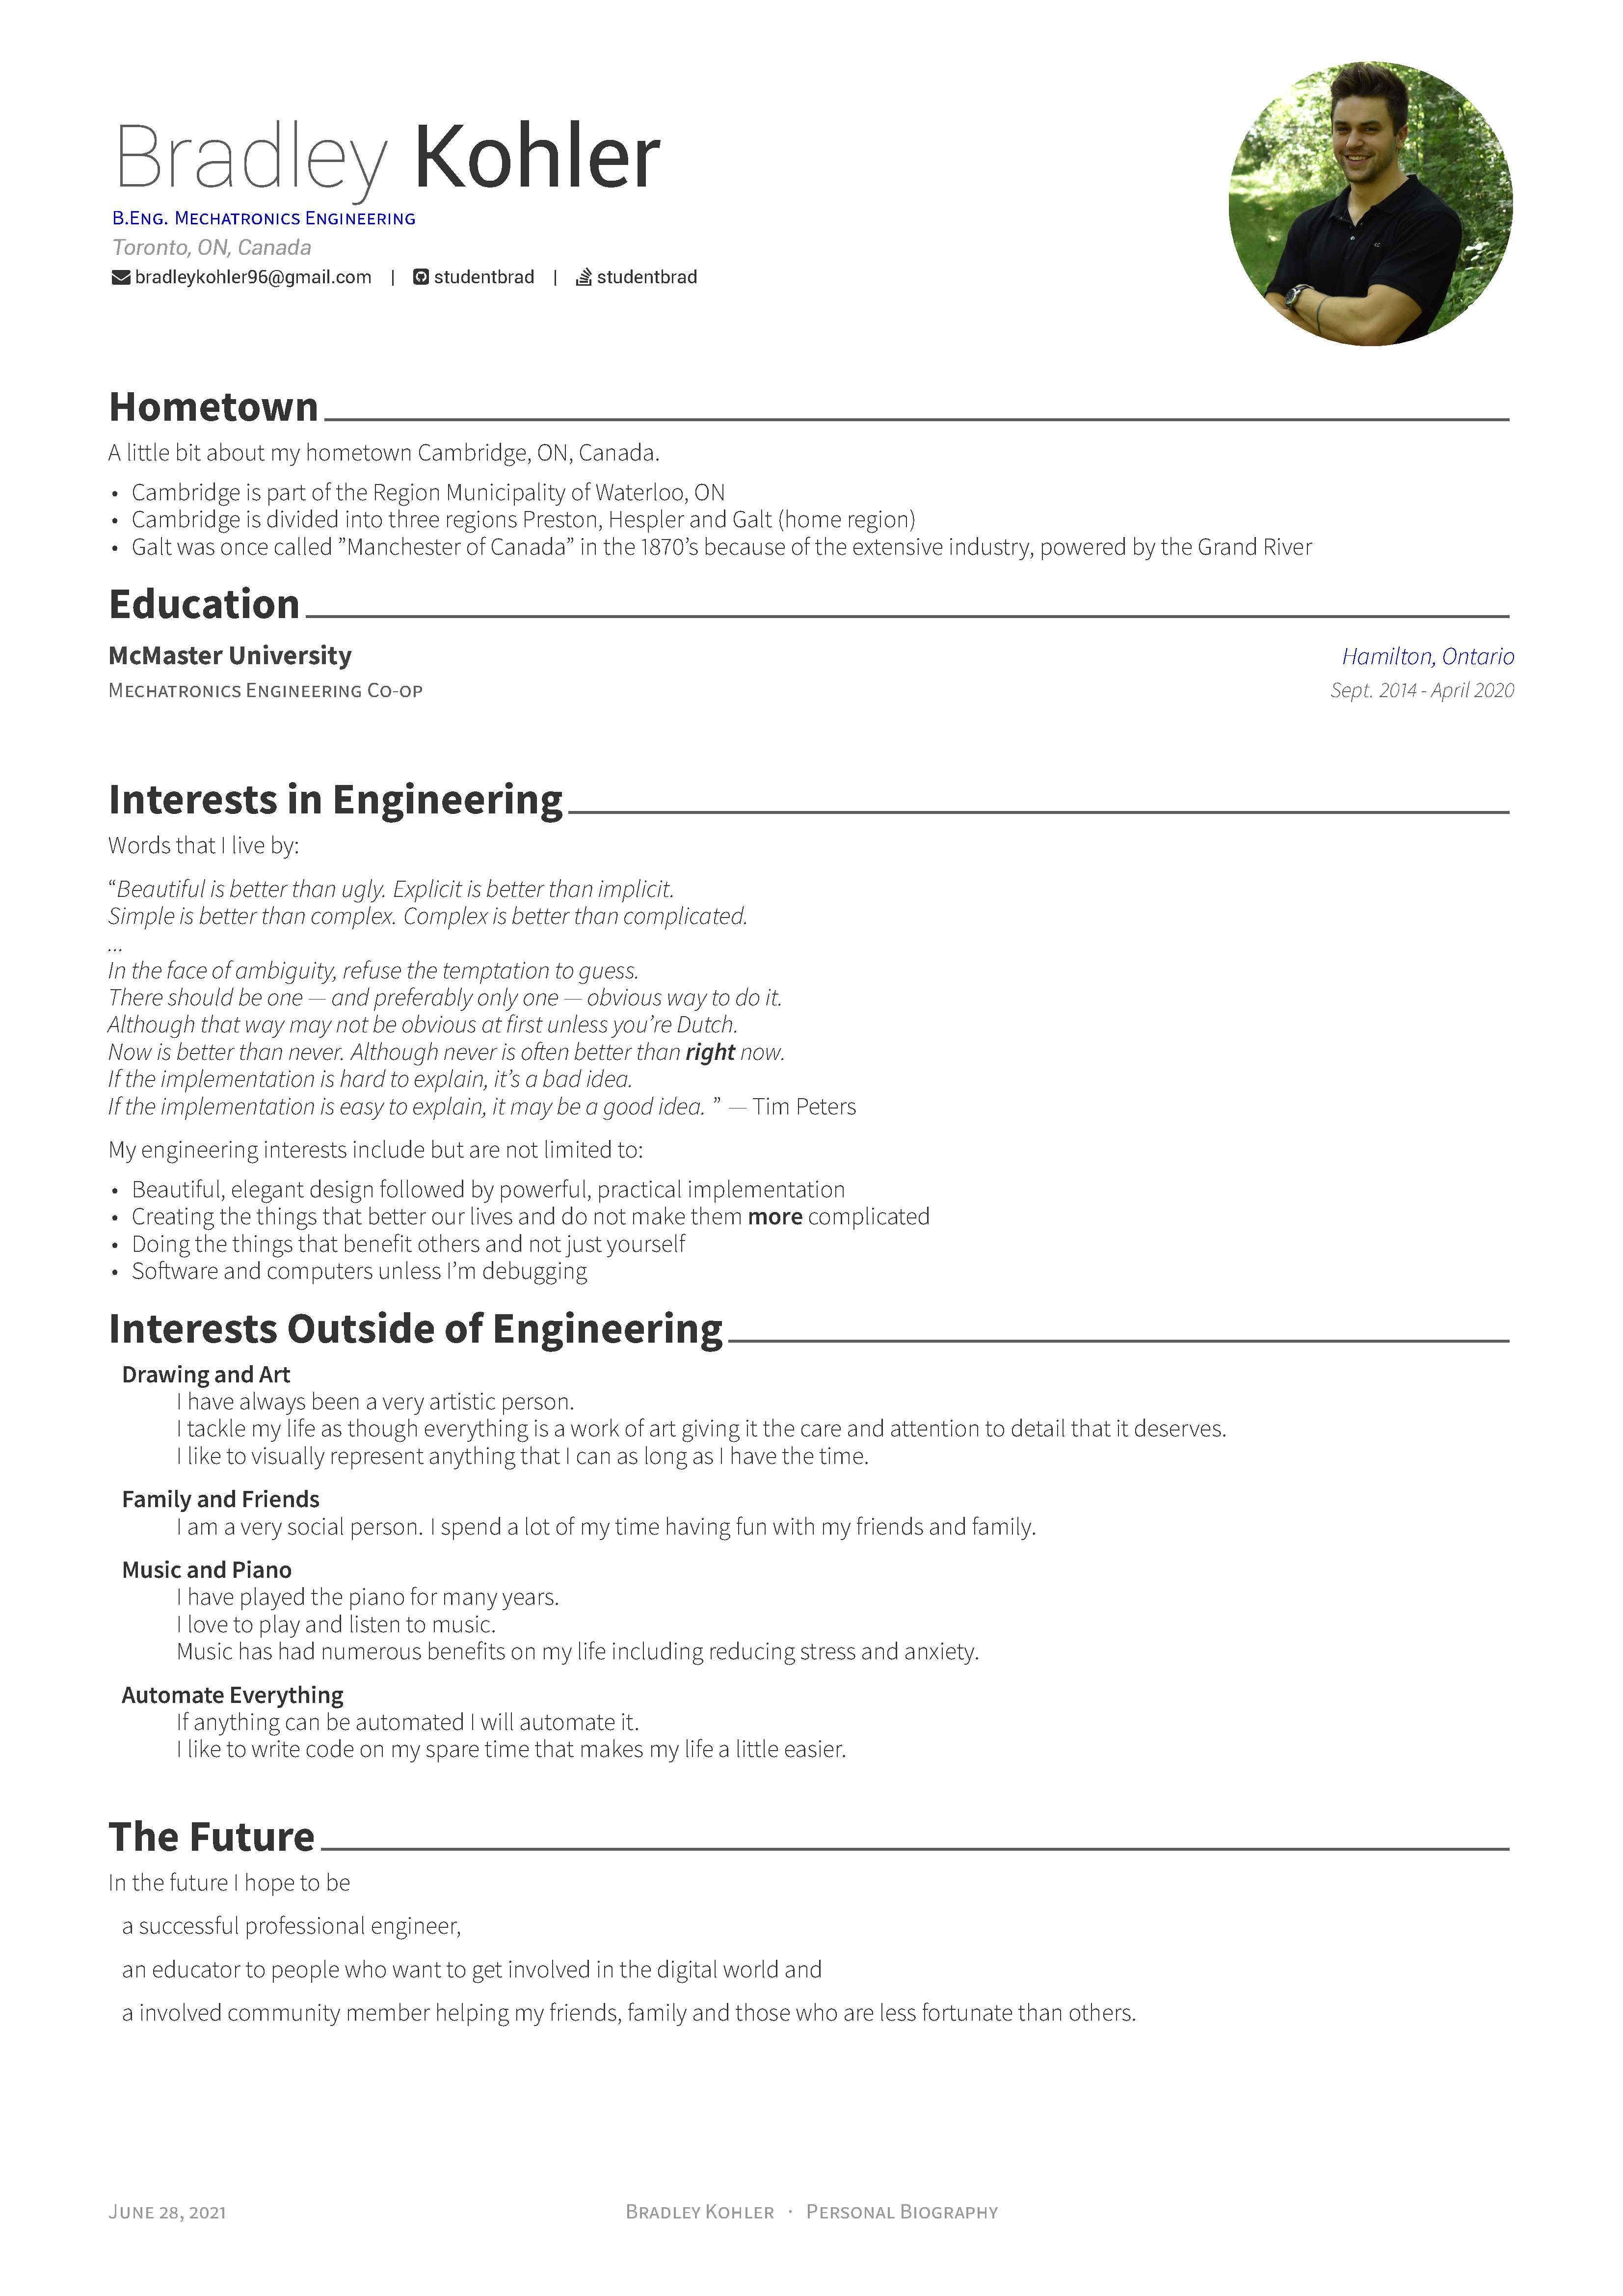 Bradley Kohler
B.Eng. Mechatronics Engineering
Toronto, ON, Canada
bradleykohler96@gmail.com | studentbrad | studentbrad
Hometown
A little bit about my hometown Cambridge, ON, Canada.
• Cambridge is part of the Region Municipality of Waterloo, ON
• Cambridge is divided into three regions Preston, Hespler and Galt (home region)
• Galt was once called ”Manchester of Canada” in the 1870’s because of the extensive industry, powered by the Grand River
Education
McMaster University Hamilton, Ontario
Mechatronics Engineering Co-op Sept. 2014 - April 2020
Interests in Engineering
Words that I live by:
“Beautiful is better than ugly. Explicit is better than implicit.
Simple is better than complex. Complex is better than complicated.
...
In the face of ambiguity, refuse the temptation to guess.
There should be one — and preferably only one — obvious way to do it.
Although that way may not be obvious at first unless you’re Dutch.
Now is better than never. Although never is often better than right now.
If the implementation is hard to explain, it’s a bad idea.
If the implementation is easy to explain, it may be a good idea. ” — Tim Peters
My engineering interests include but are not limited to:
• Beautiful, elegant design followed by powerful, practical implementation
• Creating the things that better our lives and do not make them more complicated
• Doing the things that benefit others and not just yourself
• Software and computers unless I’m debugging
Interests Outside of Engineering
Drawing and Art
I have always been a very artistic person.
I tackle my life as though everything is a work of art giving it the care and attention to detail that it deserves.
I like to visually represent anything that I can as long as I have the time.
Family and Friends
I am a very social person. I spend a lot of my time having fun with my friends and family.
Music and Piano
I have played the piano for many years.
I love to play and listen to music.
Music has had numerous benefits on my life including reducing stress and anxiety.
Automate Everything
If anything can be automated I will automate it.
I like to write code on my spare time that makes my life a little easier.
The Future
In the future I hope to be
a successful professional engineer,
an educator to people who want to get involved in the digital world and
a involved community member helping my friends, family and those who are less fortunate than others.
June 28, 2021 Bradley Kohler · Personal Biography